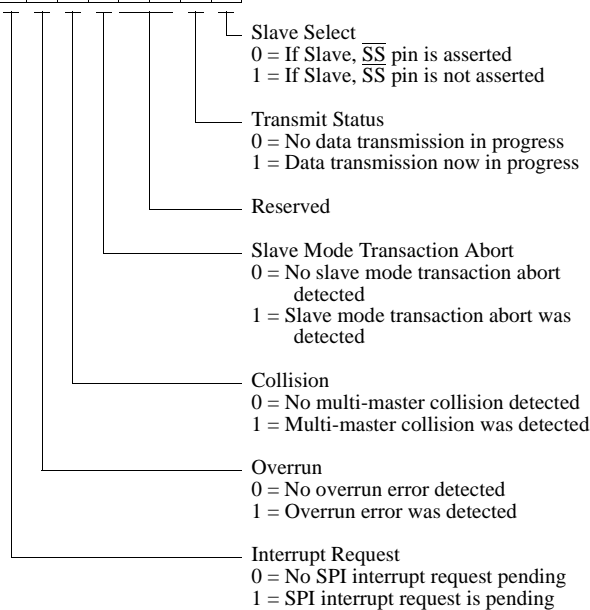 Slave Select
0 = If Slave, S̅S̅ pin is asserted
1 = If Slave, S̅S̅ pin is not asserted
Transmit Status
0 = No data transmission in progress
1 = Data transmission now in progress
Reserved
Slave Mode Transaction Abort
0 = No slave mode transaction abort
detected
1 = Slave mode transaction abort was
detected
Collision
0 = No multi-master collision detected
1 = Multi-master collision was detected
Overrun
0 = No overrun error detected
1 = Overrun error was detected
Interrupt Request
0 = No SPI interrupt request pending
1 = SPI interrupt request is pending